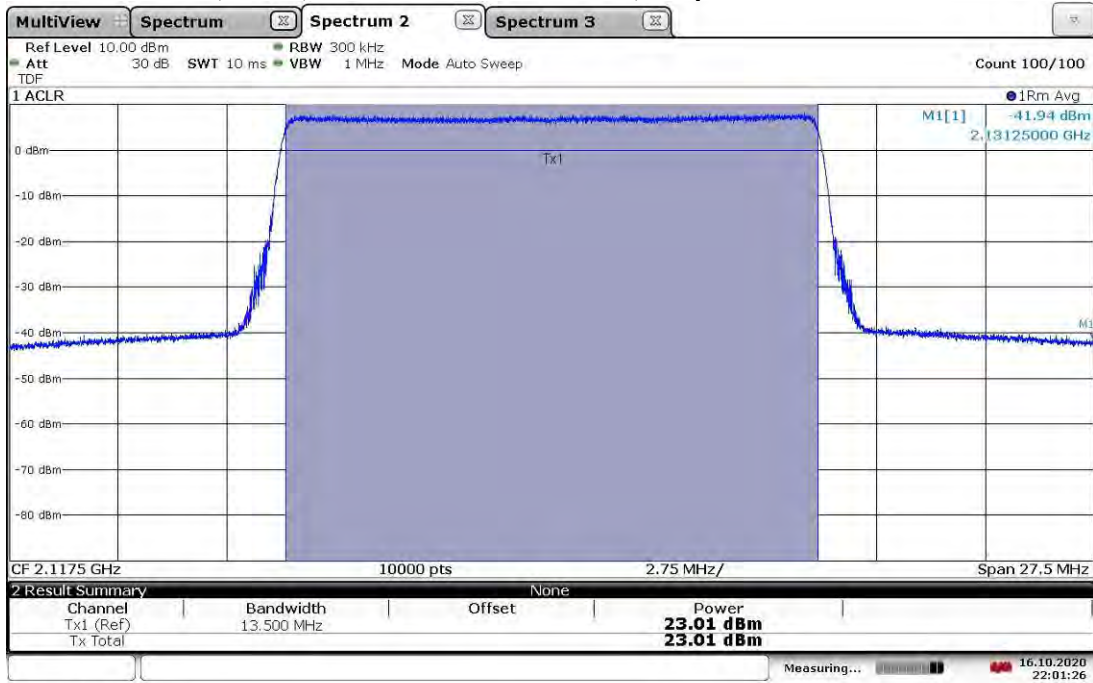 MultiView Spectrum Spectrum 2 Spectrum 3
Ref Level 10.00 dBm RBW 300 kHz
Att 30 dB SWT 10 ms VBW 1 MHz Mode Auto Sweep Count 100/100
TDF
1 ACLR 1Rm Avg
M1[1] -41.94 dBm
2.13125000 GHz
0 dBm
Tx1
-10 dBm
-20 dBm
-30 dBm
-40 dBm
M1
-50 dBm
-60 dBm
-70 dBm
-80 dBm
CF 2.1175 GHz 10000 pts 2.75 MHz/ Span 27.5 MHz
2 Result Summary None
Channel Bandwidth Offset Power
Tx1 (Ref) 13.500 MHz 23.01 dBm
Tx Total 23.01 dBm
Measuring... 16.10.2020
22:01:26